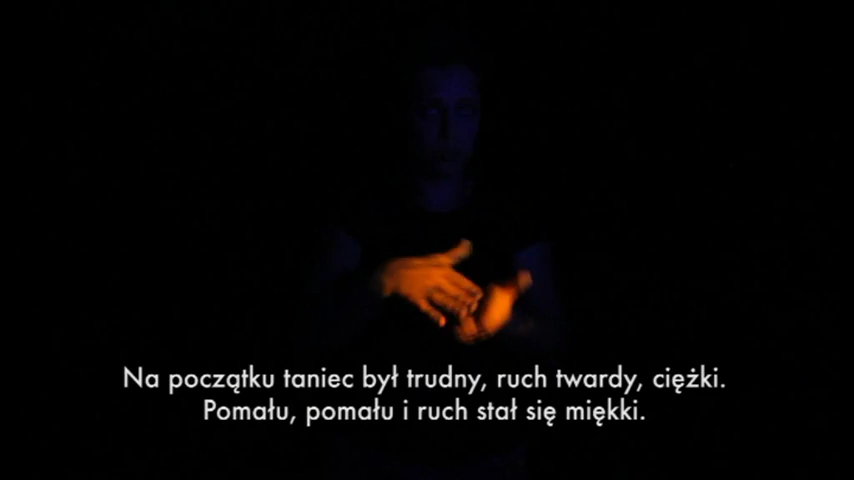 Na początku taniec był trudny, ruch twardy, ciężki.
Pomału, pomału i ruch stał się miękki.